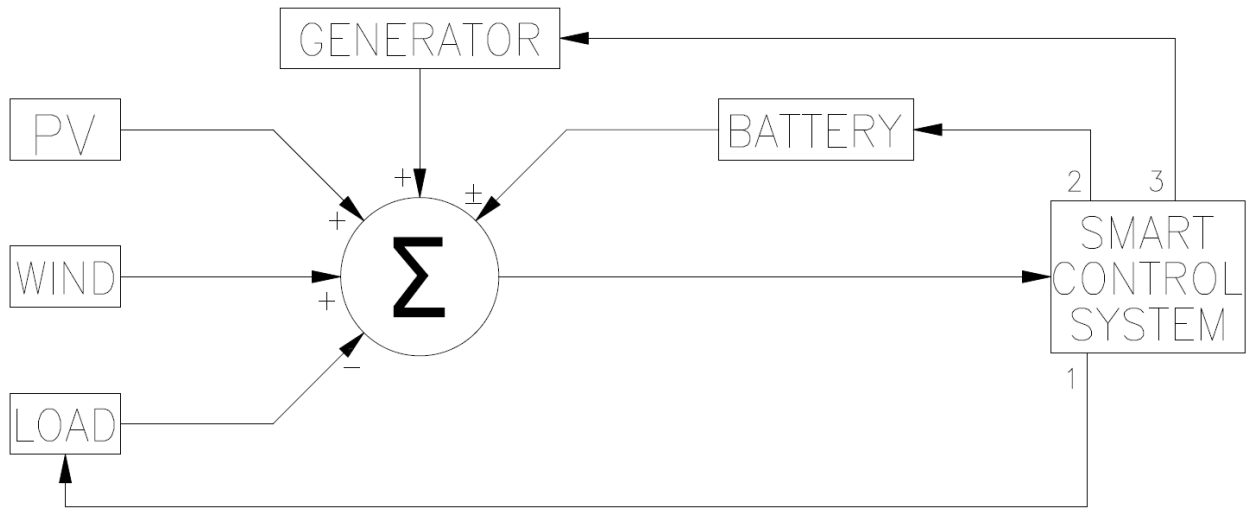 GENERATOR
PV
BATTERY
+
±
2
3
+
Σ
SMART
CONTROL
SYSTEM
WIND
+
−
1
LOAD